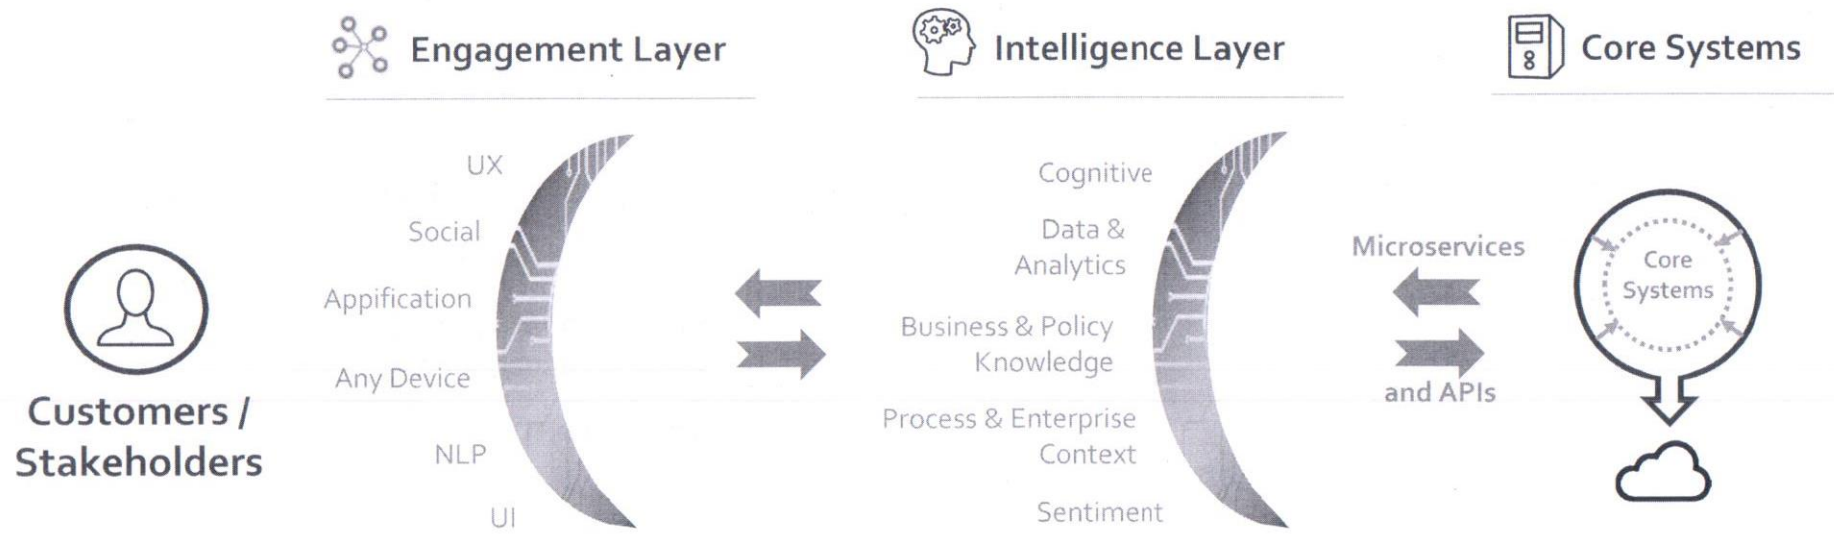 Engagement Layer
Intelligence Layer
Core Systems
Customers /
Stakeholders
UX
Social
Appification
Any Device
NLP
UI
Cognitive
Data &
Analytics
Business & Policy
Knowledge
Process & Enterprise
Context
Sentiment
Microservices
and APIs
Core
Systems